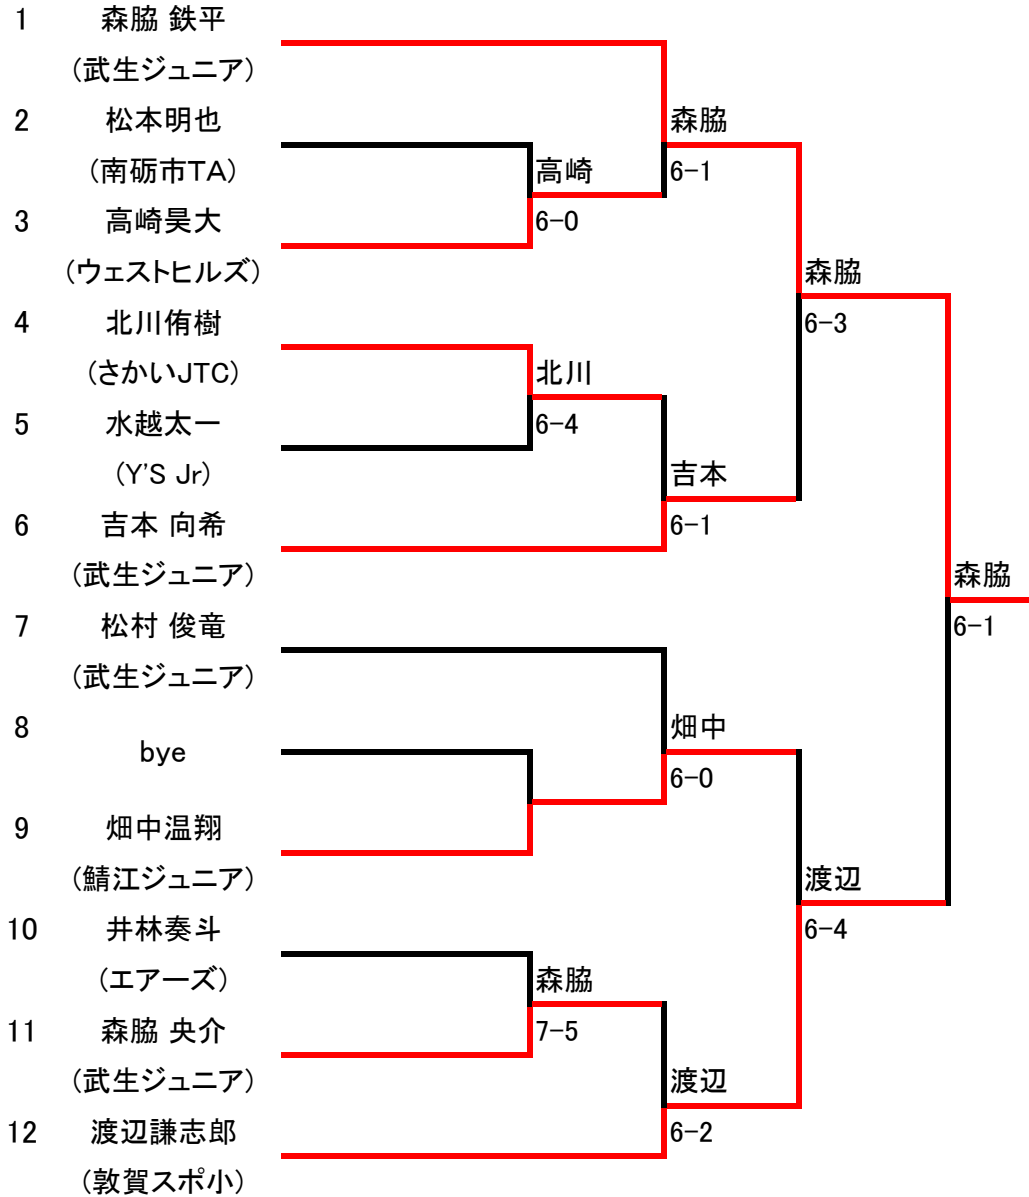 1 森脇 鉄平
(武生ジュニア)
2 松本明也 森脇
(南砺市TA) 高崎 6-1
3 高崎昊大 6-0
(ウェストヒルズ) 森脇
4 北川侑樹 6-3
(さかいJTC) 北川
5 水越太一 6-4
(Y'S Jr) 吉本
6 吉本 向希 6-1
(武生ジュニア) 森脇
7 松村 俊竜 6-1
(武生ジュニア)
8 畑中
bye 6-0
9 畑中温翔
(鯖江ジュニア) 渡辺
10 井林奏斗 6-4
(エアーズ) 森脇
11 森脇 央介 7-5
(武生ジュニア) 渡辺
12 渡辺謙志郎 6-2
(敦賀スポ小)